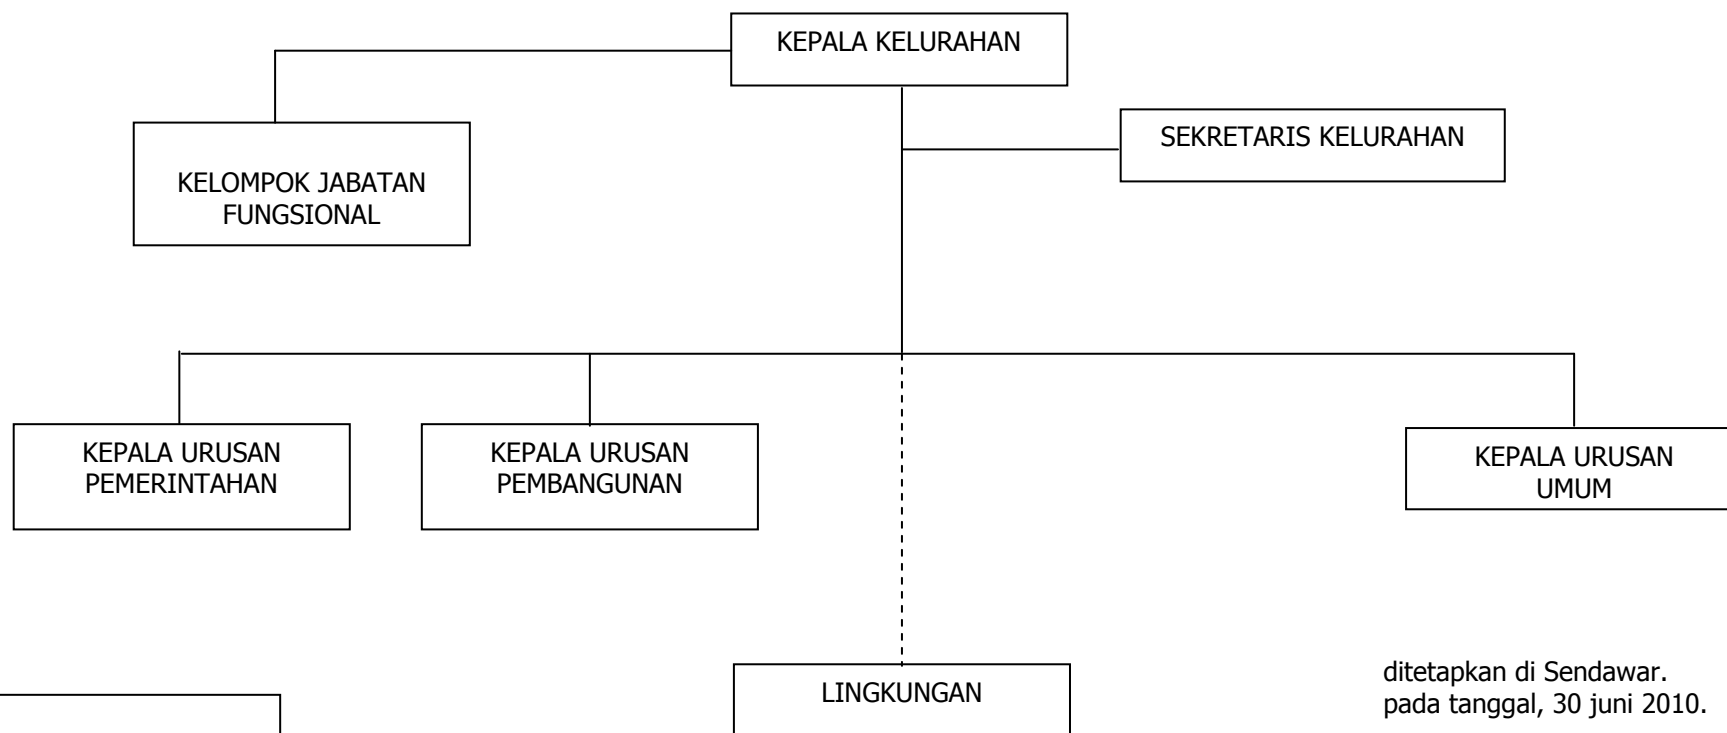 KEPALA KELURAHAN
SEKRETARIS KELURAHAN
KELOMPOK JABATAN
FUNGSIONAL
KEPALA URUSAN
PEMERINTAHAN
KEPALA URUSAN
PEMBANGUNAN
KEPALA URUSAN
UMUM
LINGKUNGAN
ditetapkan di Sendawar.
pada tanggal, 30 juni 2010.